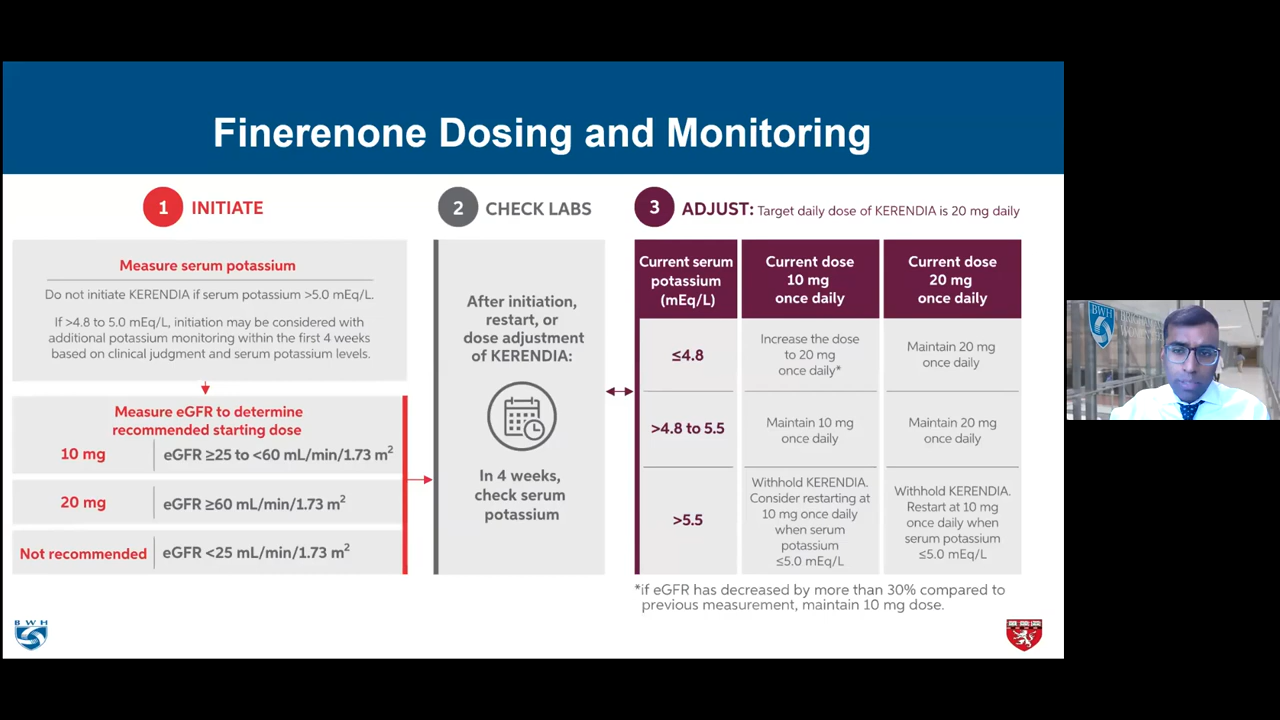 Finerenone Dosing and Monitoring
1 INITIATE
Measure serum potassium
Do not initiate KERENDIA if serum potassium >5.0 mEq/L.
If >4.8 to 5.0 mEq/L, initiation may be considered with
additional potassium monitoring within the first 4 weeks
based on clinical judgment and serum potassium levels.
Measure eGFR to determine
recommended starting dose
10 mg eGFR ≥25 to <60 mL/min/1.73 m²
20 mg eGFR ≥60 mL/min/1.73 m²
Not recommended eGFR <25 mL/min/1.73 m²
2 CHECK LABS
After initiation,
restart, or
dose adjustment
of KERENDIA:
In 4 weeks,
check serum
potassium
3 ADJUST: Target daily dose of KERENDIA is 20 mg daily
Current serum
potassium
(mEq/L)
Current dose
10 mg
once daily
Current dose
20 mg
once daily
≤4.8
Increase the dose
to 20 mg
once daily*
Maintain 20 mg
once daily
>4.8 to 5.5
Maintain 10 mg
once daily
Maintain 20 mg
once daily
>5.5
Withhold KERENDIA.
Consider restarting at
10 mg once daily
when serum
potassium
≤5.0 mEq/L
Withhold KERENDIA.
Restart at 10 mg
once daily when
serum potassium
≤5.0 mEq/L
*if eGFR has decreased by more than 30% compared to
previous measurement, maintain 10 mg dose.
BWH
BWH